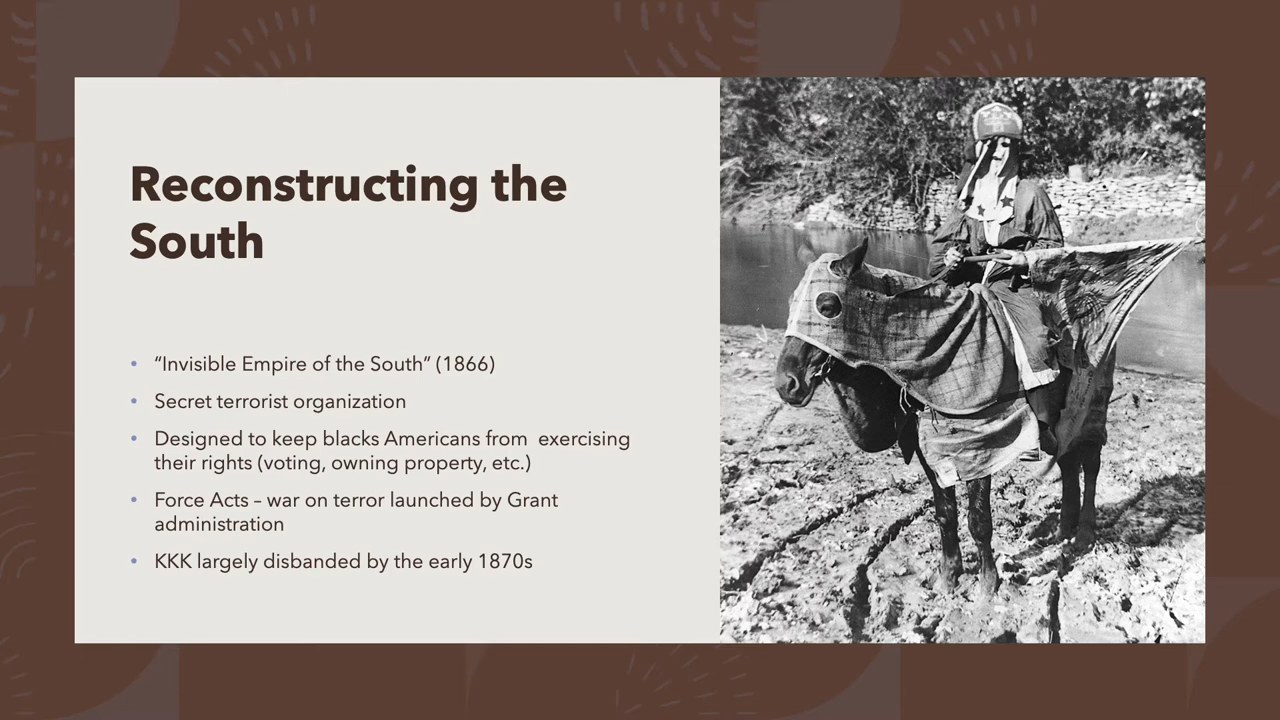 Reconstructing the
South
• “Invisible Empire of the South” (1866)
• Secret terrorist organization
• Designed to keep blacks Americans from  exercising
their rights (voting, owning property, etc.)
• Force Acts – war on terror launched by Grant
administration
• KKK largely disbanded by the early 1870s